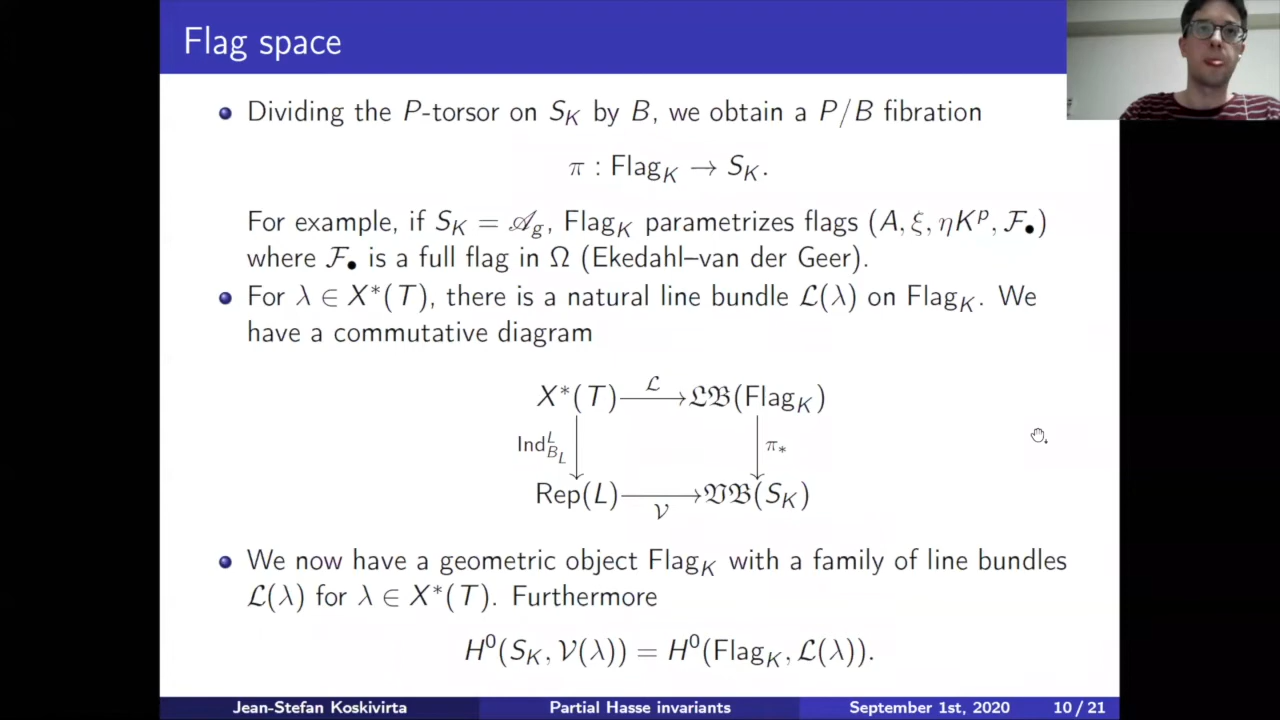 Flag space
Dividing the P-torsor on S_K by B, we obtain a P/B fibration
π : Flag_K → S_K.
For example, if S_K = 𝒜_g, Flag_K parametrizes flags (A, ξ, ηK^p, ℱ_•)
where ℱ_• is a full flag in Ω (Ekedahl–van der Geer).
For λ ∈ X*(T), there is a natural line bundle ℒ(λ) on Flag_K. We
have a commutative diagram
X*(T) ⟶ 𝔏𝔅(Flag_K)
ℒ
Ind_{B_L}^L
π_*
Rep(L) ⟶ 𝔙𝔅(S_K)
𝒱
We now have a geometric object Flag_K with a family of line bundles
ℒ(λ) for λ ∈ X*(T). Furthermore
H^0(S_K, 𝒱(λ)) = H^0(Flag_K, ℒ(λ)).
Jean-Stefan Koskivirta Partial Hasse invariants September 1st, 2020 10 / 21